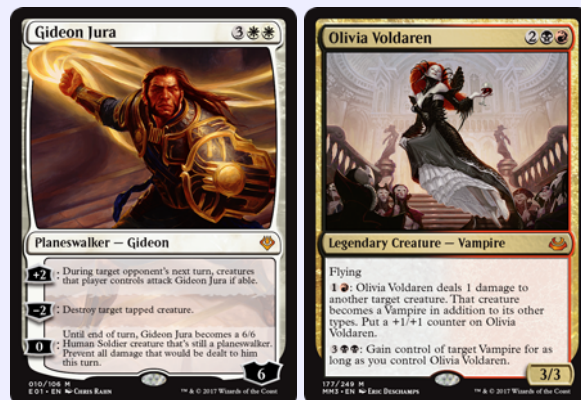 Gideon Jura 3
Planeswalker — Gideon
+2: During target opponent's next turn, creatures
that player controls attack Gideon Jura if able.
−2: Destroy target tapped creature.
0: Until end of turn, Gideon Jura becomes a 6/6
Human Soldier creature that's still a planeswalker.
Prevent all damage that would be dealt to him
this turn.
6
010/106 M
E01 • EN Chris Rahn
™ & © 2017 Wizards of the Coast
Olivia Voldaren 2
Legendary Creature — Vampire
Flying
1: Olivia Voldaren deals 1 damage to
another target creature. That creature
becomes a Vampire in addition to its other
types. Put a +1/+1 counter on Olivia
Voldaren.
3: Gain control of target Vampire for as
long as you control Olivia Voldaren.
3/3
177/249 M
MM3 • EN Eric Deschamps
™ & © 2017 Wizards of the Coast